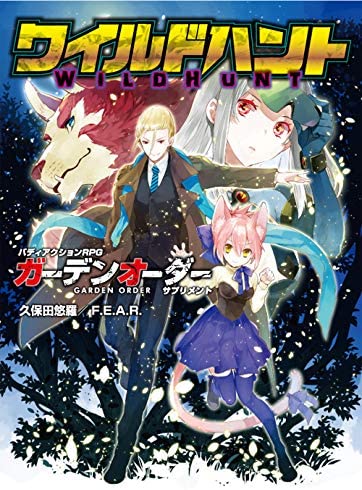 ワイルドハント
WILDHUNT
バディアクションRPG
ガーデンオーダー
GARDEN ORDER サプリメント
久保田悠羅/F.E.A.R.